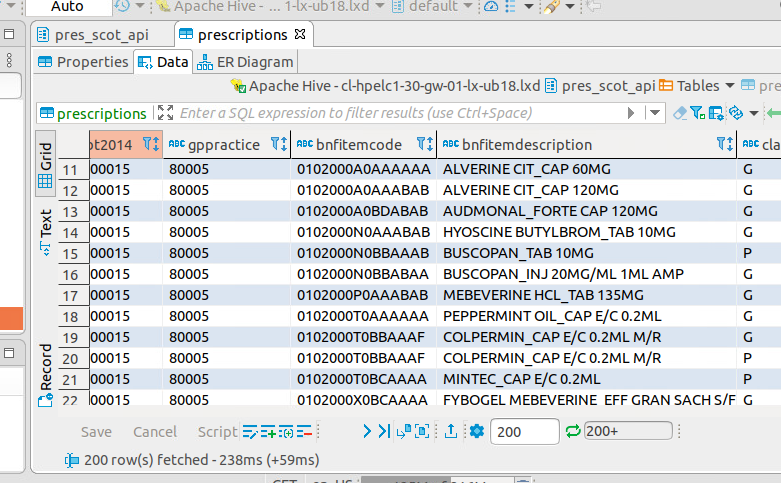 Auto Apache Hive - ... 1-lx-ub18.lxd default
pres_scot_api prescriptions
Properties Data ER Diagram
Apache Hive - cl-hpelc1-30-gw-01-lx-ub18.lxd pres_scot_api Tables pre
prescriptions Enter a SQL expression to filter results (use Ctrl+Space)
Grid
Text
Record
ot2014 ABC gppractice ABC bnfitemcode ABC bnfitemdescription ABC cla
11 00015 80005 0102000A0AAAAAA ALVERINE CIT_CAP 60MG G
12 00015 80005 0102000A0AAABAB ALVERINE CIT_CAP 120MG G
13 00015 80005 0102000A0BDABAB AUDMONAL_FORTE CAP 120MG G
14 00015 80005 0102000N0AAABAB HYOSCINE BUTYLBROM_TAB 10MG G
15 00015 80005 0102000N0BBAAAB BUSCOPAN_TAB 10MG P
16 00015 80005 0102000N0BBABAA BUSCOPAN_INJ 20MG/ML 1ML AMP G
17 00015 80005 0102000P0AAABAB MEBEVERINE HCL_TAB 135MG G
18 00015 80005 0102000T0AAAAAA PEPPERMINT OIL_CAP E/C 0.2ML G
19 00015 80005 0102000T0BBAAAF COLPERMIN_CAP E/C 0.2ML M/R G
20 00015 80005 0102000T0BBAAAF COLPERMIN_CAP E/C 0.2ML M/R P
21 00015 80005 0102000T0BCAAAA MINTEC_CAP E/C 0.2ML P
22 00015 80005 0102000X0BCAAAA FYBOGEL MEBEVERINE_EFF GRAN SACH S/F G
Save Cancel Script 200 200+
200 row(s) fetched - 238ms (+59ms)